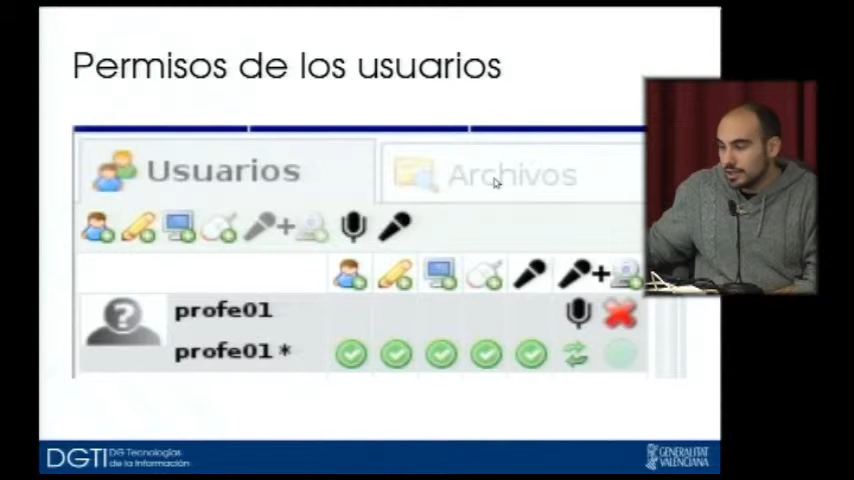 Permisos de los usuarios
Usuarios
Archivos
profe01
profe01 *
DGTI DG Tecnologías
de la Información
GENERALITAT
VALENCIANA